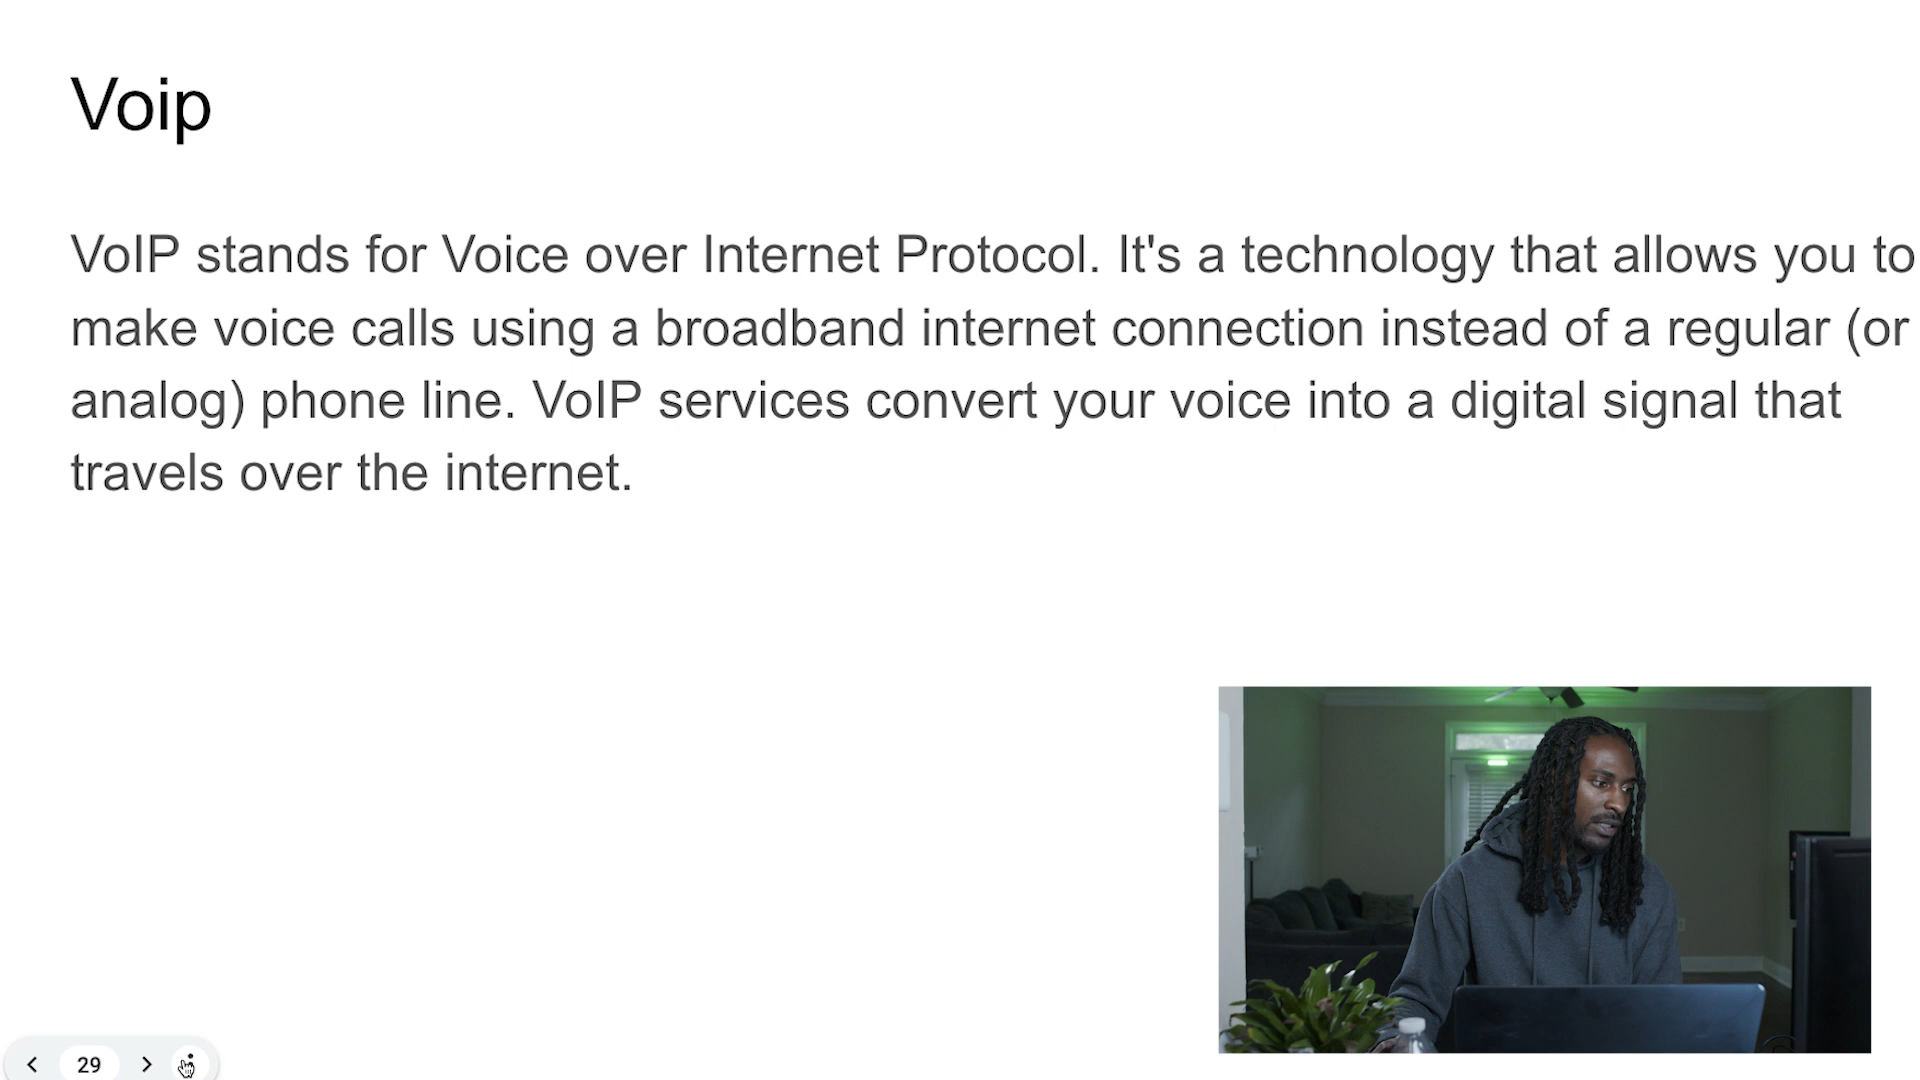 Voip
VoIP stands for Voice over Internet Protocol. It's a technology that allows you to
make voice calls using a broadband internet connection instead of a regular (or
analog) phone line. VoIP services convert your voice into a digital signal that
travels over the internet.
29